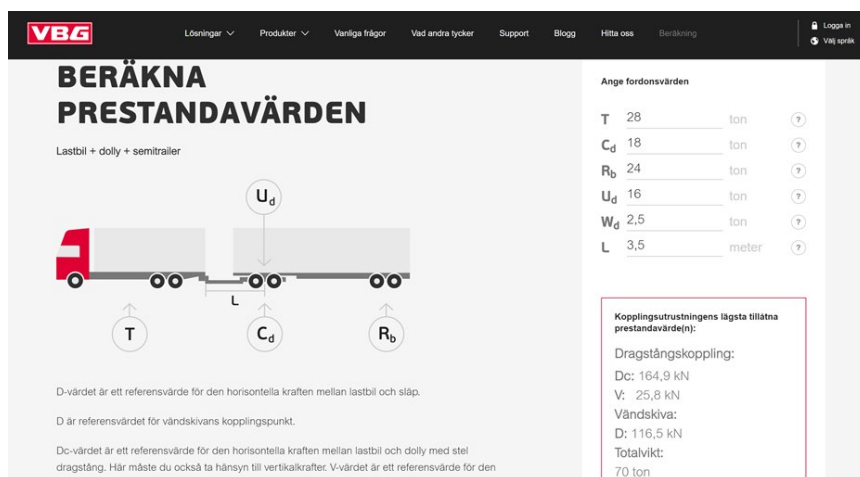 VBG
Lösningar Produkter Vanliga frågor Vad andra tycker Support Blogg Hitta oss Beräkning
Logga in
Välj språk
BERÄKNA
PRESTANDAVÄRDEN
Lastbil + dolly + semitrailer
Ud
L
T Cd Rb
D-värdet är ett referensvärde för den horisontella kraften mellan lastbil och släp.
D är referensvärdet för vändskivans kopplingspunkt.
Dc-värdet är ett referensvärde för den horisontella kraften mellan lastbil och dolly med stel
dragstång. Här måste du också ta hänsyn till vertikalkrafter. V-värdet är ett referensvärde för den
Ange fordonsvärden
T 28 ton ?
Cd 18 ton ?
Rb 24 ton ?
Ud 16 ton ?
Wd 2,5 ton ?
L 3,5 meter ?
Kopplingsutrustningens lägsta tillåtna
prestandavärde(n):
Dragstångskoppling:
Dc: 164,9 kN
V: 25,8 kN
Vändskiva:
D: 116,5 kN
Totalvikt:
70 ton